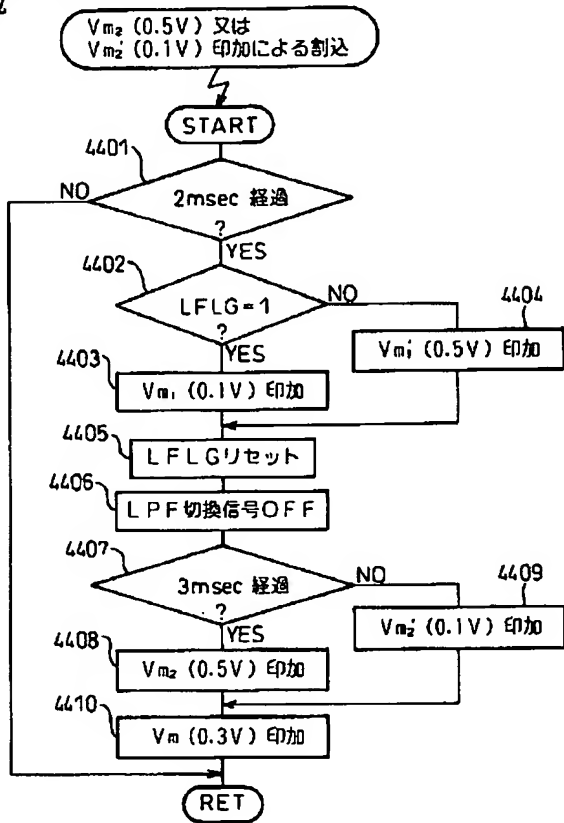 Vm₂ (0.5V) 又は
Vm₂' (0.1V) 印加による割込
START
4401
NO
2msec 経過
?
YES
4402
LFLG=1
NO
?
YES
4404
Vm₁' (0.5V) 印加
4403
Vm₁ (0.1V) 印加
4405
LFLGリセット
4406
LPF切換信号OFF
4407
3msec 経過
NO
?
YES
4409
Vm₂' (0.1V) 印加
4408
Vm₂ (0.5V) 印加
4410
Vm (0.3V) 印加
RET